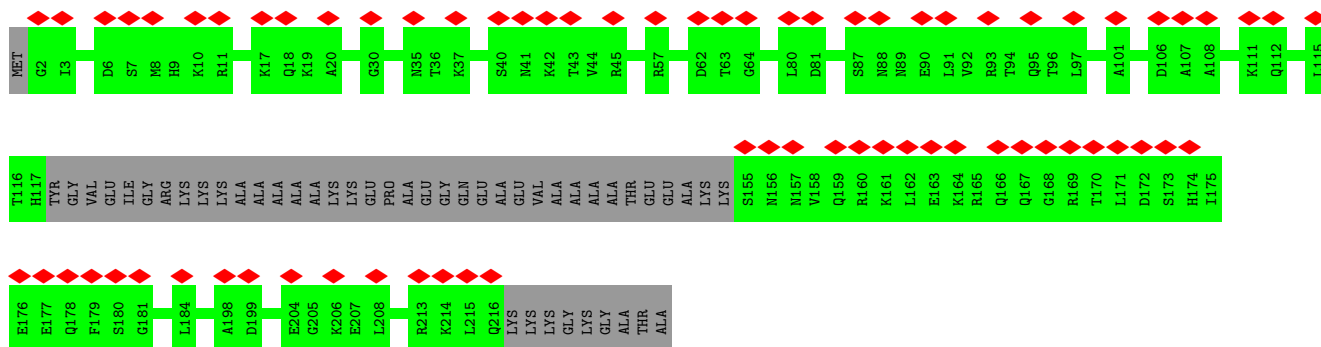 MET G2 I3 D6 S7 M8 H9 K10 R11 K17 Q18 K19 A20 G30 N35 T36 K37 S40 N41 K42 T43 V44 R45 R57 D62 T63 G64 L80 D81 S87 N88 N89 E90 L91 V92 R93 T94 Q95 T96 L97 A101 D106 A107 A108 K111 Q112 L115
T116 H117 TYR GLY VAL GLU ILE GLY ARG LYS LYS LYS ALA ALA ALA ALA ALA LYS LYS GLU PRO ALA GLU GLY GLN GLU ALA GLU VAL ALA ALA ALA ALA THR GLU GLU ALA LYS LYS S155 N156 N157 V158 Q159 R160 K161 L162 E163 K164 R165 Q166 Q167 G168 R169 T170 L171 D172 S173 H174 I175
E176 E177 Q178 F179 S180 G181 L184 A198 D199 E204 G205 K206 E207 L208 R213 K214 L215 Q216 LYS LYS LYS GLY LYS GLY ALA THR ALA